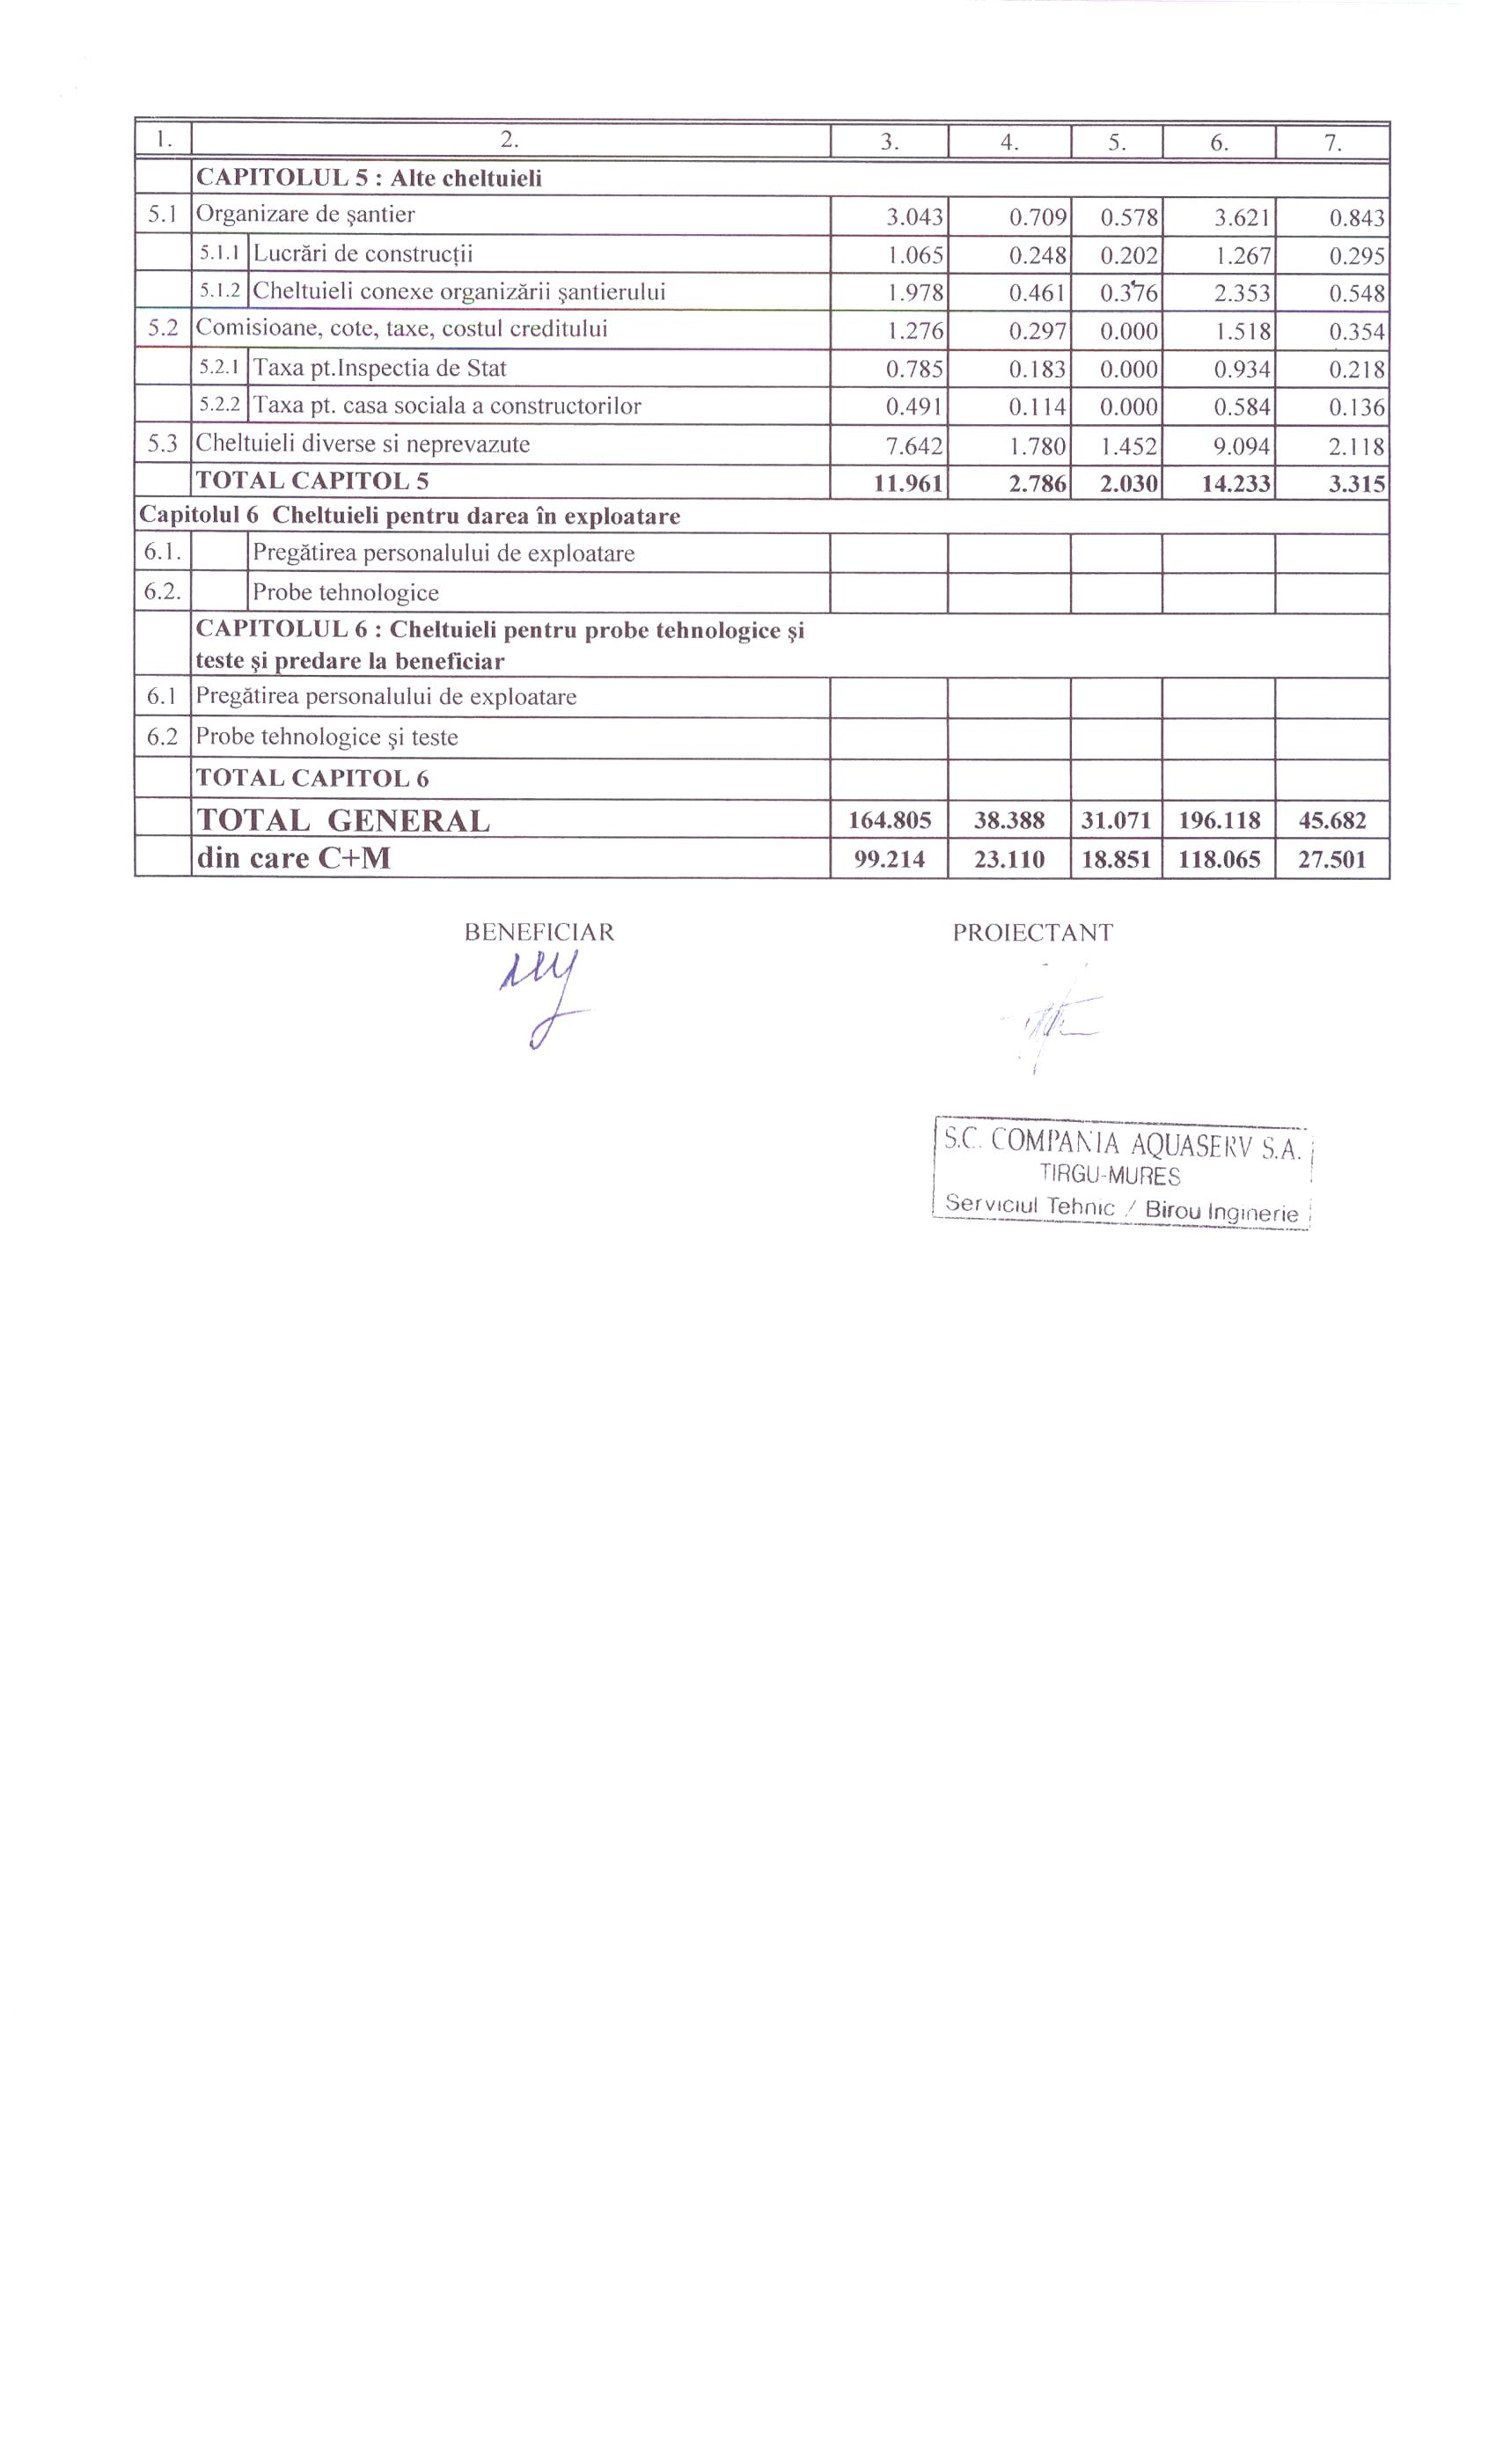 1. 2. 3. 4. 5. 6. 7.
CAPITOLUL 5 : Alte cheltuieli
5.1 Organizare de şantier 3.043 0.709 0.578 3.621 0.843
5.1.1 Lucrări de construcţii 1.065 0.248 0.202 1.267 0.295
5.1.2 Cheltuieli conexe organizării şantierului 1.978 0.461 0.376 2.353 0.548
5.2 Comisioane, cote, taxe, costul creditului 1.276 0.297 0.000 1.518 0.354
5.2.1 Taxa pt.Inspectia de Stat 0.785 0.183 0.000 0.934 0.218
5.2.2 Taxa pt. casa sociala a constructorilor 0.491 0.114 0.000 0.584 0.136
5.3 Cheltuieli diverse si neprevazute 7.642 1.780 1.452 9.094 2.118
TOTAL CAPITOL 5 11.961 2.786 2.030 14.233 3.315
Capitolul 6 Cheltuieli pentru darea în exploatare
6.1. Pregătirea personalului de exploatare
6.2. Probe tehnologice
CAPITOLUL 6 : Cheltuieli pentru probe tehnologice şi
teste şi predare la beneficiar
6.1 Pregătirea personalului de exploatare
6.2 Probe tehnologice şi teste
TOTAL CAPITOL 6
TOTAL GENERAL 164.805 38.388 31.071 196.118 45.682
din care C+M 99.214 23.110 18.851 118.065 27.501
BENEFICIAR PROIECTANT
S.C. COMPANIA AQUASERV S.A.
TIRGU-MURES
Serviciul Tehnic / Birou Inginerie